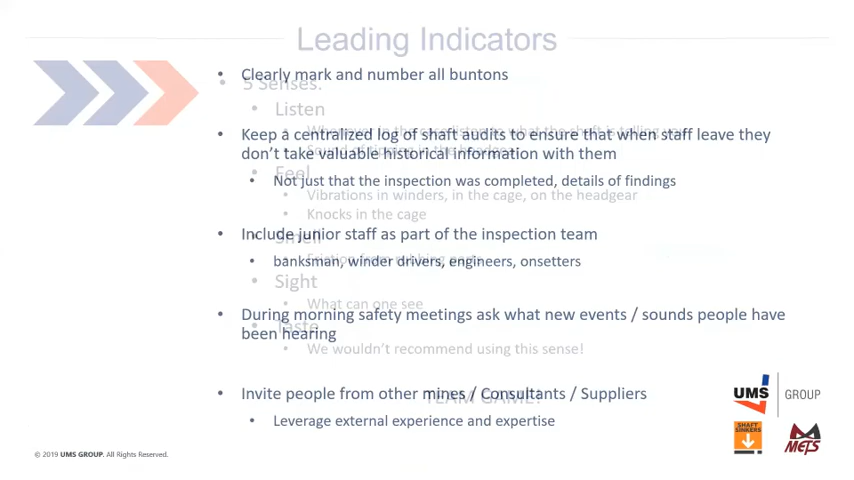 Leading Indicators
• Clearly mark and number all buntons
• 5 Senses:
• Listen
• Keep a centralized log of shaft audits to ensure that when staff leave they
don't take valuable historical information with them
• Not just that the inspection was completed, details of findings
• Feel
• Vibrations in winders, in the cage, on the headgear
• Knocks in the cage
• Include junior staff as part of the inspection team
• Smell
• banksman, winder drivers, engineers, onsetters
• Sight
• What can one see
• During morning safety meetings ask what new events / sounds people have
been hearing
• Taste
• We wouldn't recommend using this sense!
• Invite people from other mines / Consultants / Suppliers
TEAM GAME!
• Leverage external experience and expertise
UMS GROUP
SHAFT
SINKERS
METS
© 2019 UMS GROUP. All Rights Reserved.